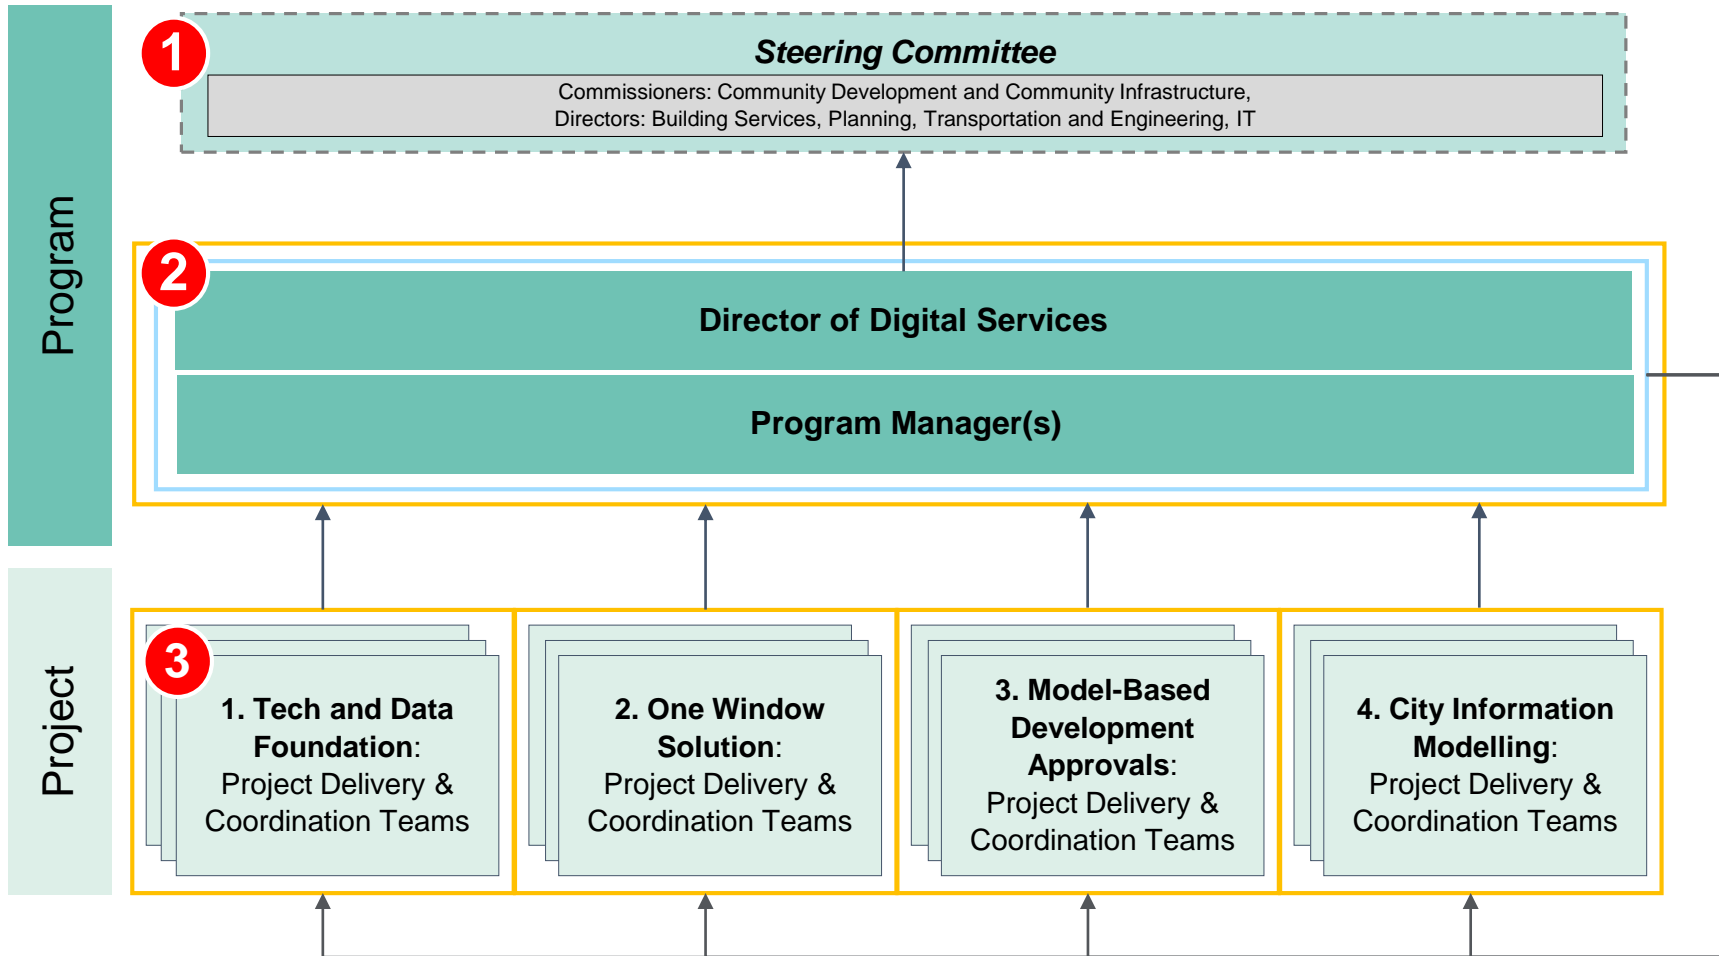 Program
1
Steering Committee
Commissioners: Community Development and Community Infrastructure,
Directors: Building Services, Planning, Transportation and Engineering, IT
2
Director of Digital Services
Program Manager(s)
Project
3
1. Tech and Data
Foundation:
Project Delivery &
Coordination Teams
2. One Window
Solution:
Project Delivery &
Coordination Teams
3. Model-Based
Development
Approvals:
Project Delivery &
Coordination Teams
4. City Information
Modelling:
Project Delivery &
Coordination Teams